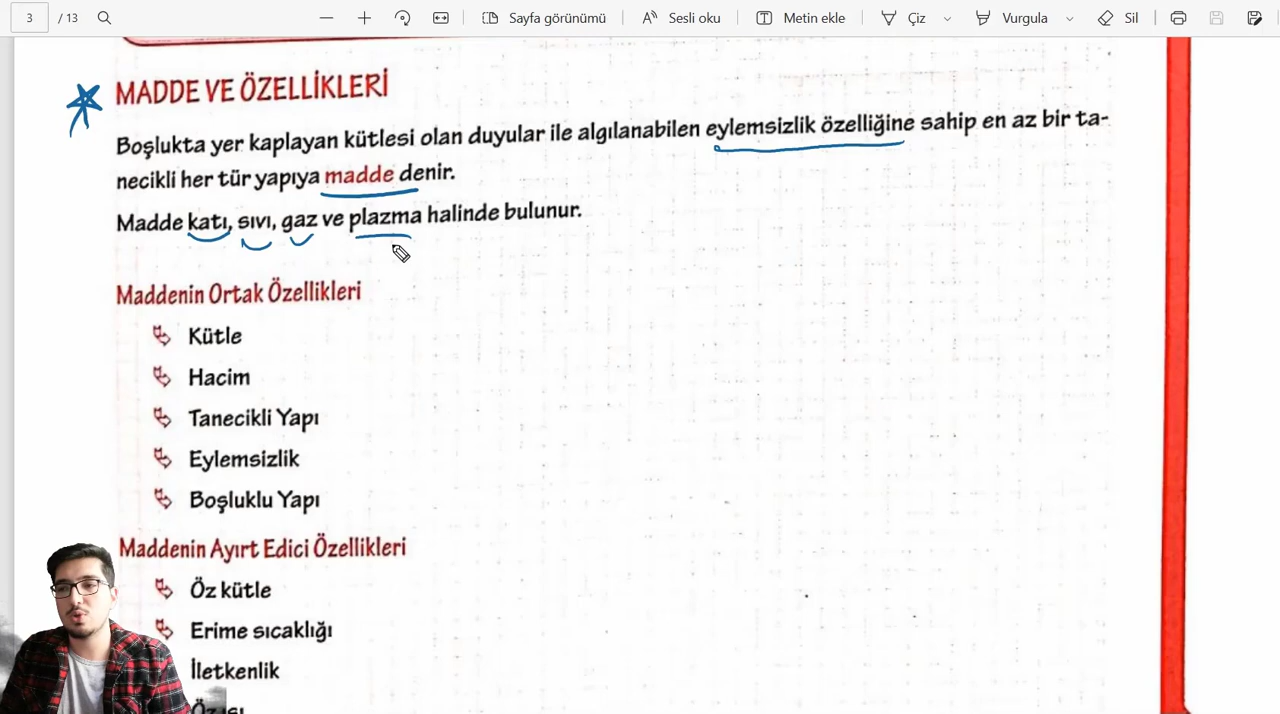 3 / 13 Sayfa görünümü Sesli oku Metin ekle Çiz Vurgula Sil
MADDE VE ÖZELLİKLERİ
Boşlukta yer kaplayan kütlesi olan duyular ile algılanabilen eylemsizlik özelliğine sahip en az bir ta-
necikli her tür yapıya madde denir.
Madde katı, sıvı, gaz ve plazma halinde bulunur.
Maddenin Ortak Özellikleri
Kütle
Hacim
Tanecikli Yapı
Eylemsizlik
Boşluklu Yapı
Maddenin Ayırt Edici Özellikleri
Öz kütle
Erime sıcaklığı
İletkenlik
Öz ısı